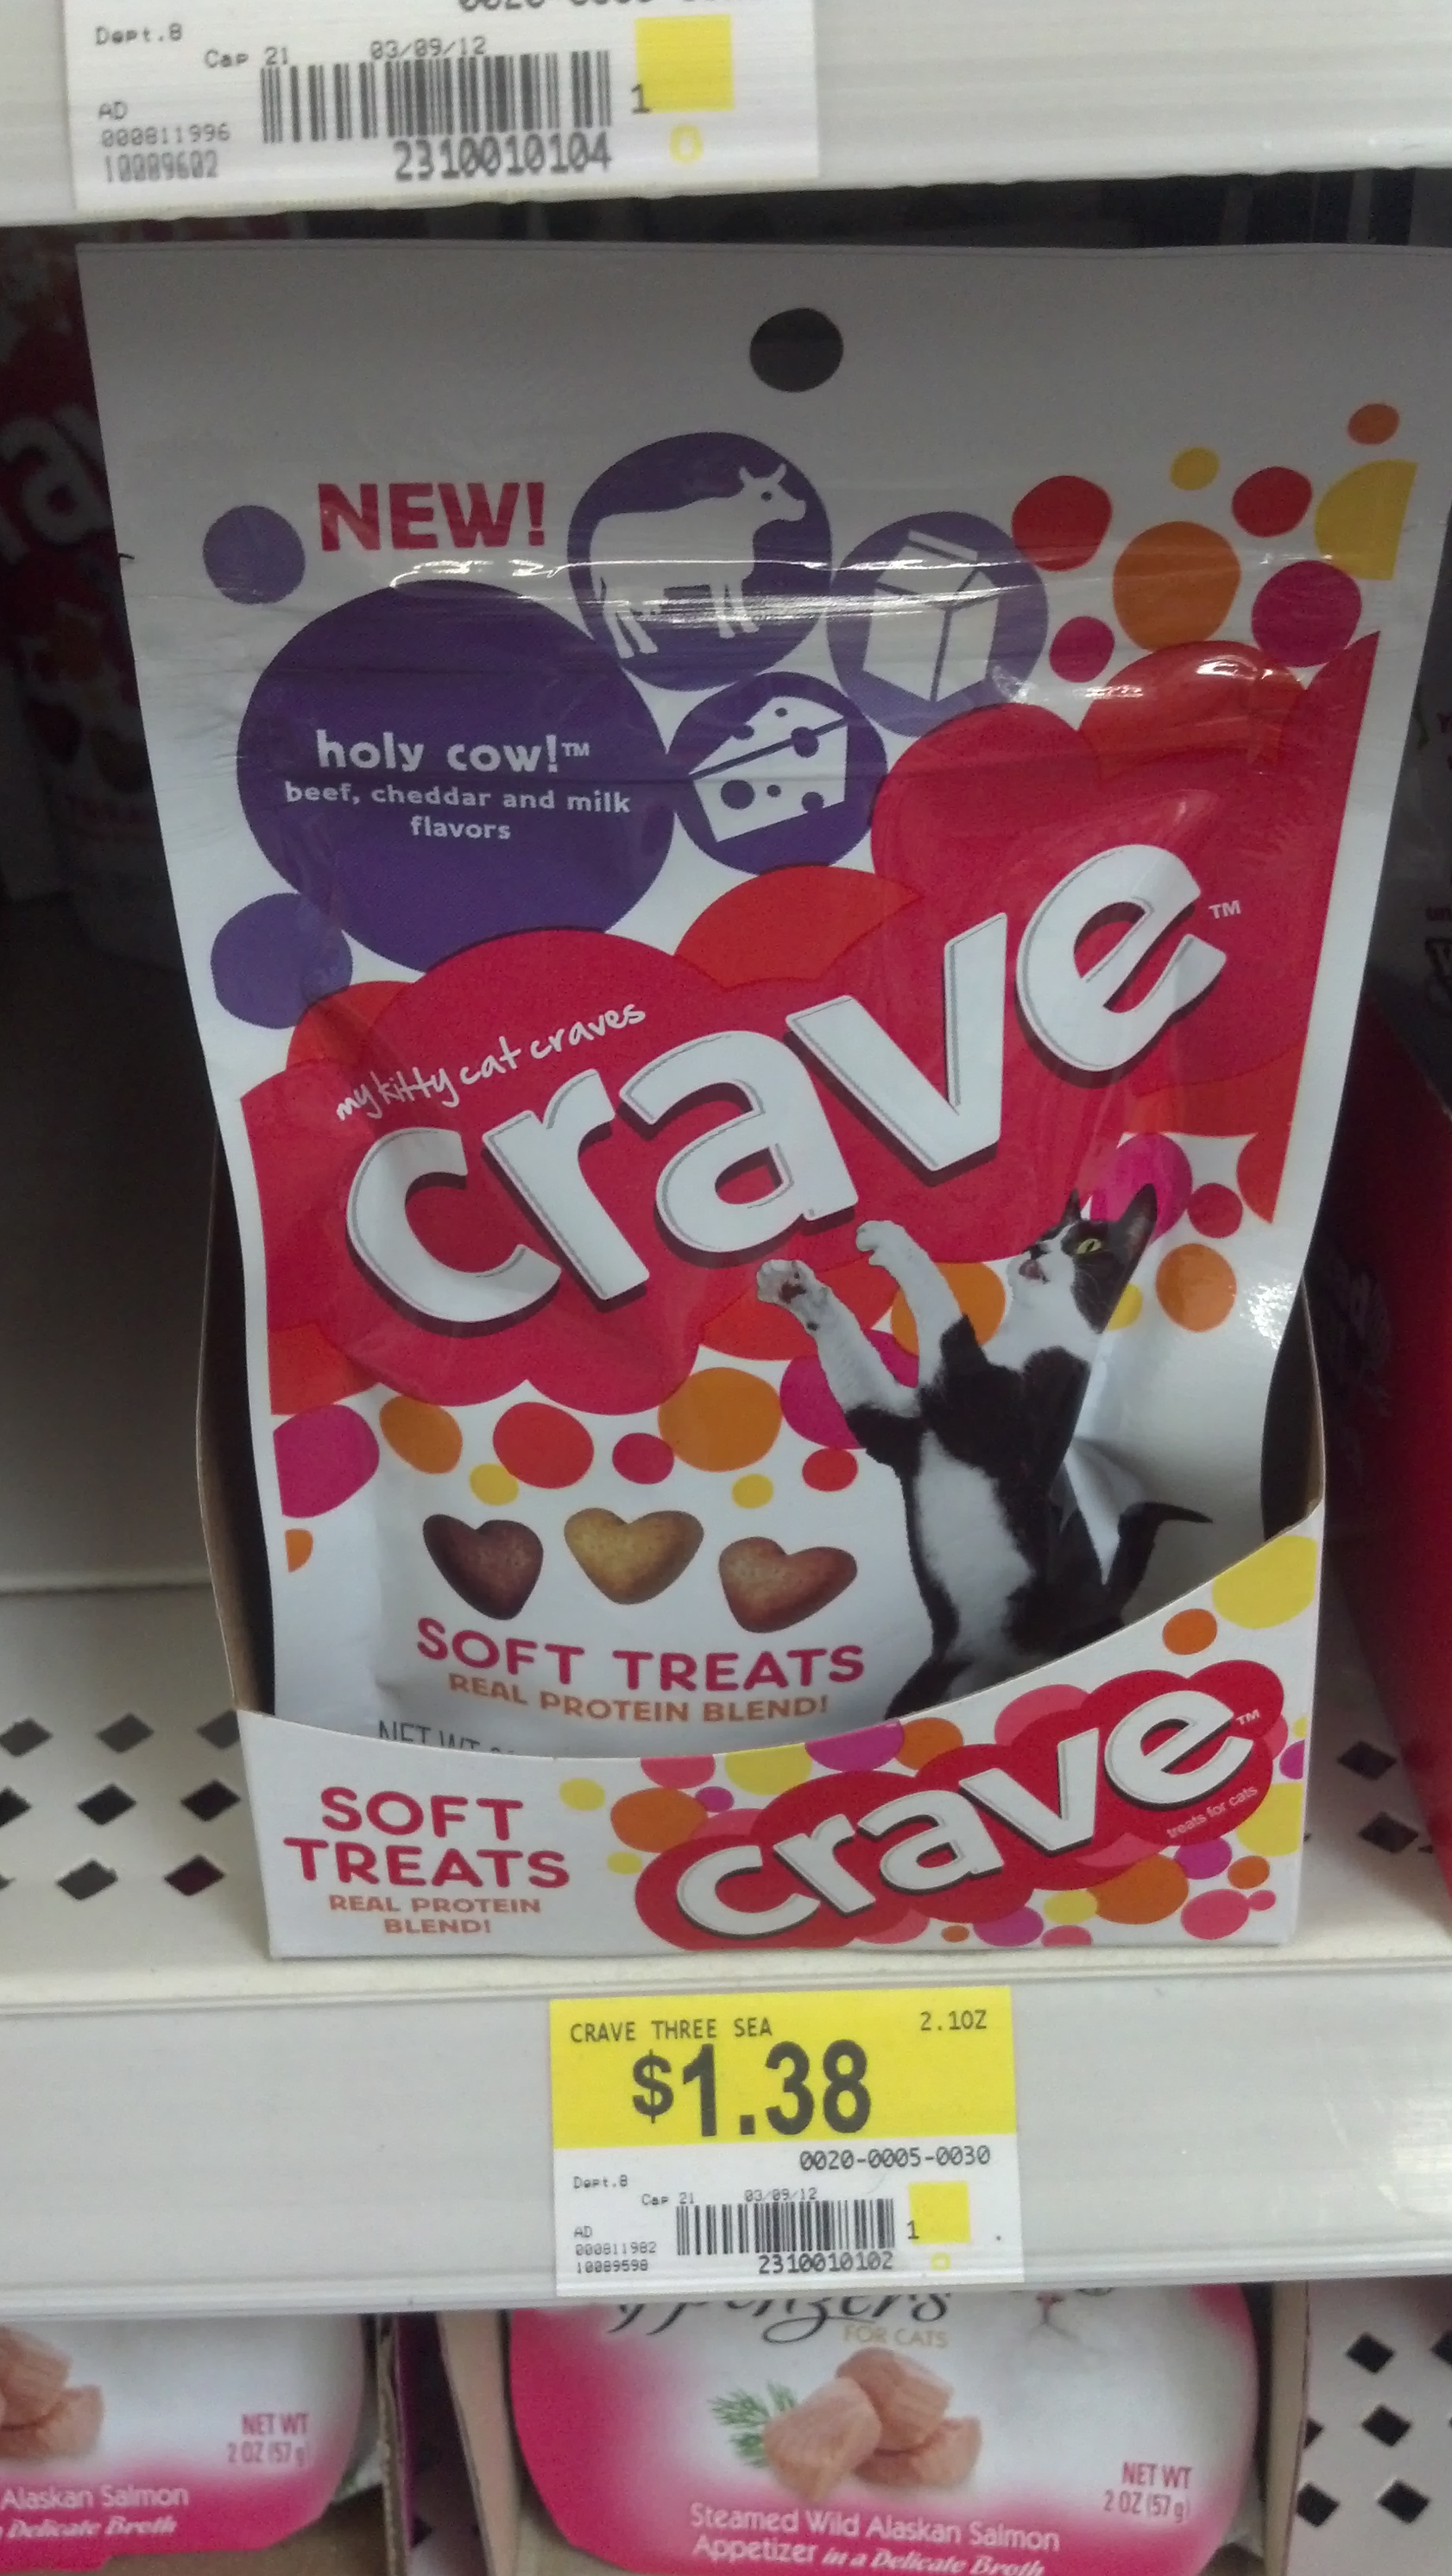 Dept.8
Cap 21 03/09/12
AD
1
000811996
10089602
2310010104
NEW!
holy cow!™
beef, cheddar and milk
flavors
my kitty cat craves
crave™
SOFT TREATS
REAL PROTEIN BLEND!
NET WT
SOFT
TREATS
REAL PROTEIN
BLEND!
crave™
treats for cats
CRAVE THREE SEA 2.1OZ
$1.38
0020-0005-0030
Dept.8
Cap 21 03/09/12
AD
1
000811982
10089598
2310010102
FOR CATS
NET WT
2 OZ (57 g)
Alaskan Salmon
Delicate Broth
NET WT
2 OZ (57 g)
Steamed Wild Alaskan Salmon
Appetizer in a Delicate Broth